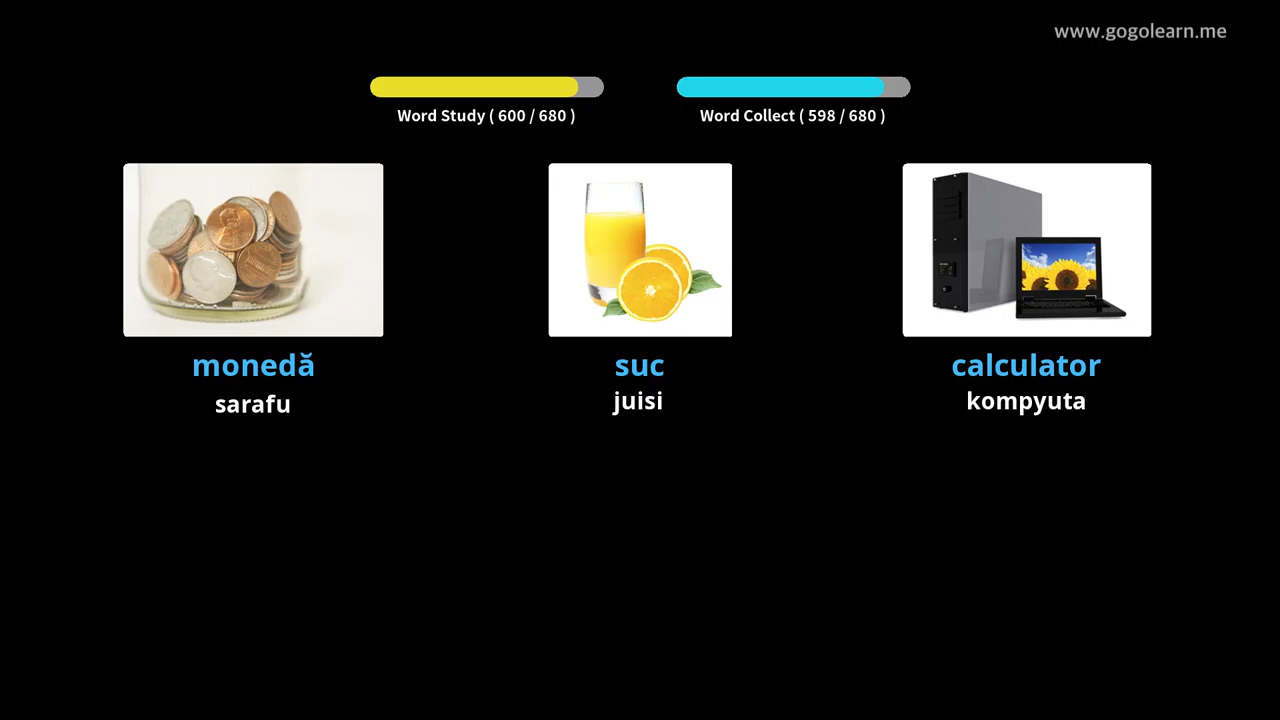 www.gogolearn.me
Word Study ( 600 / 680 )
Word Collect ( 598 / 680 )
monedă
sarafu
suc
juisi
calculator
kompyuta